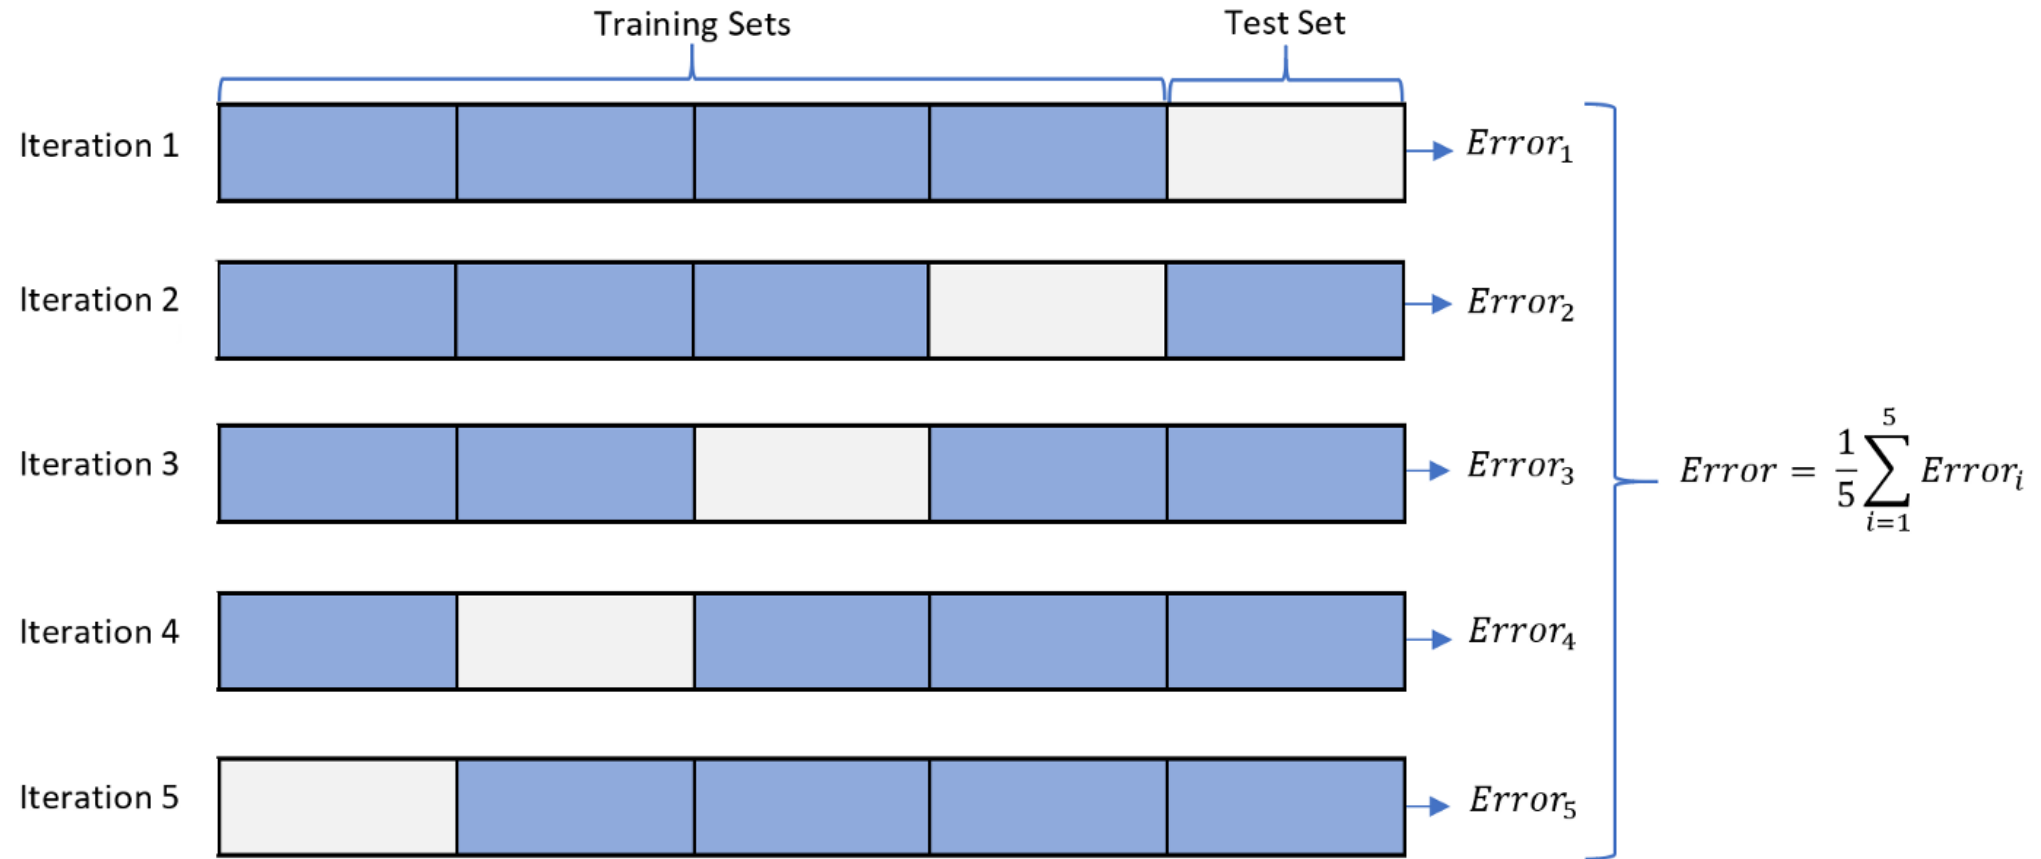 Training Sets
Test Set
Iteration 1
Error₁
Iteration 2
Error₂
Iteration 3
Error₃
Error = 1/5 ∑_{i=1}^{5} Errorᵢ
Iteration 4
Error₄
Iteration 5
Error₅